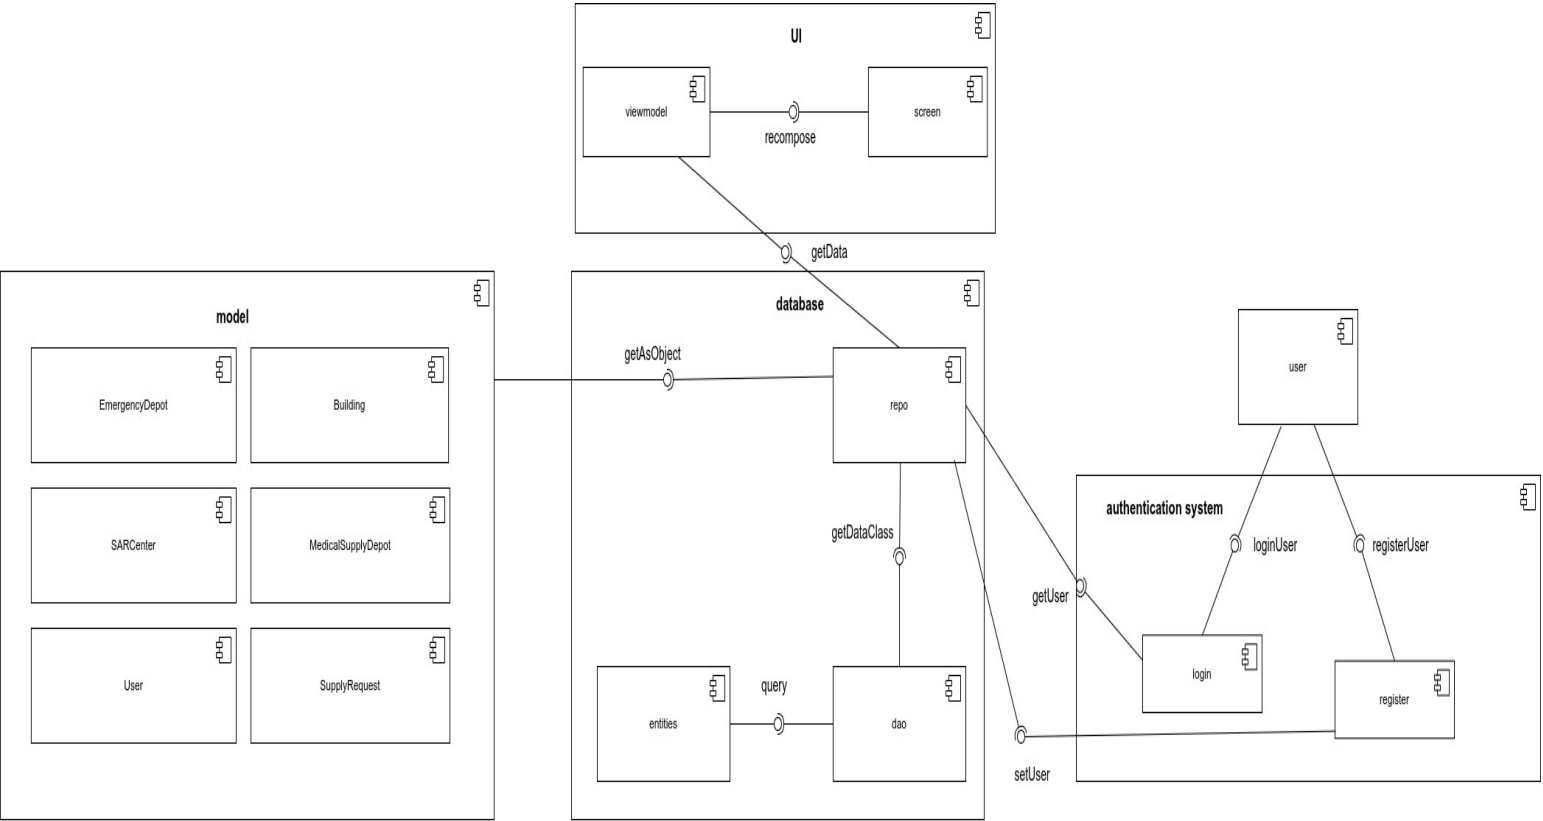 UI
viewmodel
screen
recompose
getData
model
database
getAsObject
EmergencyDepot
Building
repo
user
authentication system
SARCenter
MedicalSupplyDepot
getDataClass
loginUser
registerUser
getUser
User
SupplyRequest
query
entities
dao
login
register
setUser